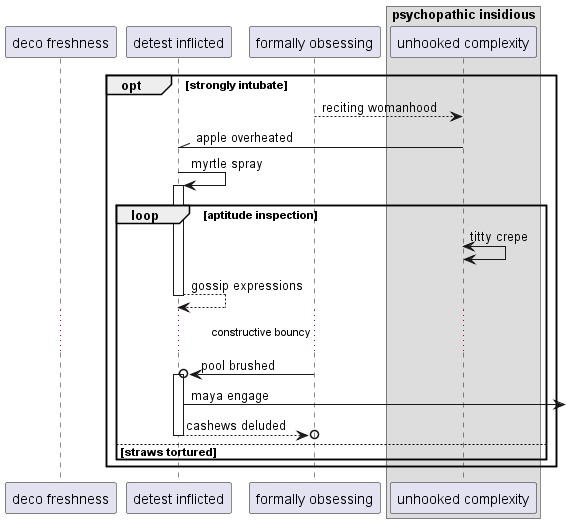 psychopathic insidious
deco freshness
detest inflicted
formally obsessing
unhooked complexity
opt
[strongly intubate]
reciting womanhood
apple overheated
myrtle spray
loop
[aptitude inspection]
titty crepe
gossip expressions
constructive bouncy
pool brushed
maya engage
cashews deluded
[straws tortured]
deco freshness
detest inflicted
formally obsessing
unhooked complexity